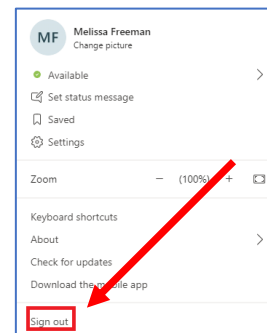 MF
Melissa Freeman
Change picture
Available
Set status message
Saved
Settings
Zoom − (100%) +
Keyboard shortcuts
About
Check for updates
Download the mobile app
Sign out